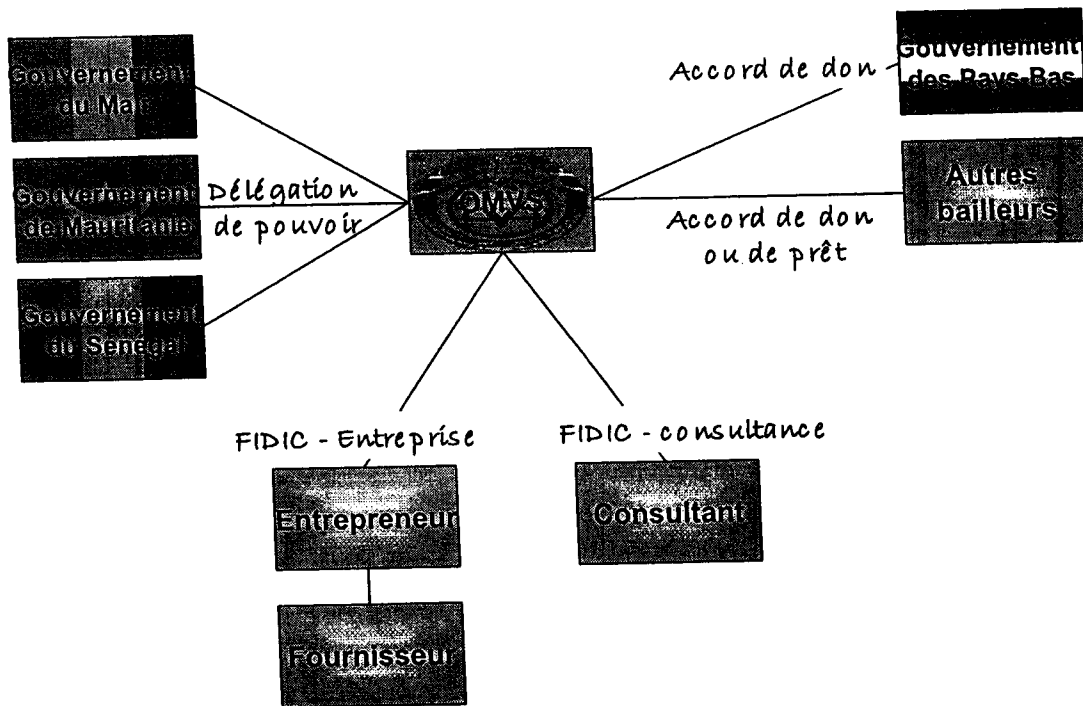 Gouvernement
du Mali
Gouvernement
de Mauritanie
Gouvernement
du Sénégal
Délégation
de pouvoir
OMVS
Accord de don
Gouvernement
des Pays-Bas
Accord de don
ou de prêt
Autres
bailleurs
FIDIC - Entreprise
Entrepreneur
Fournisseur
FIDIC - consultance
Consultant